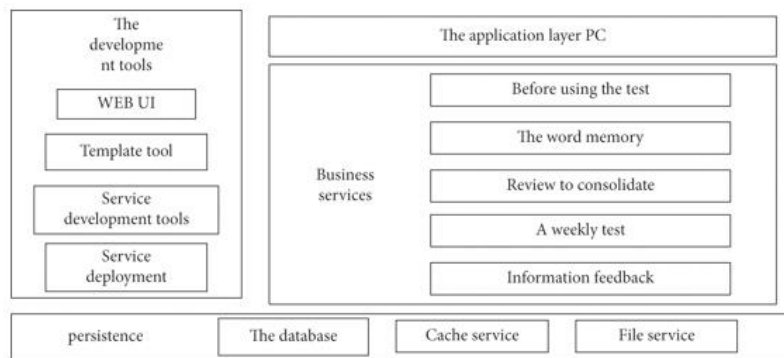 The
developme
nt tools
WEB UI
Template tool
Service
development tools
Service
deployment
The application layer PC
Business
services
Before using the test
The word memory
Review to consolidate
A weekly test
Information feedback
persistence
The database
Cache service
File service